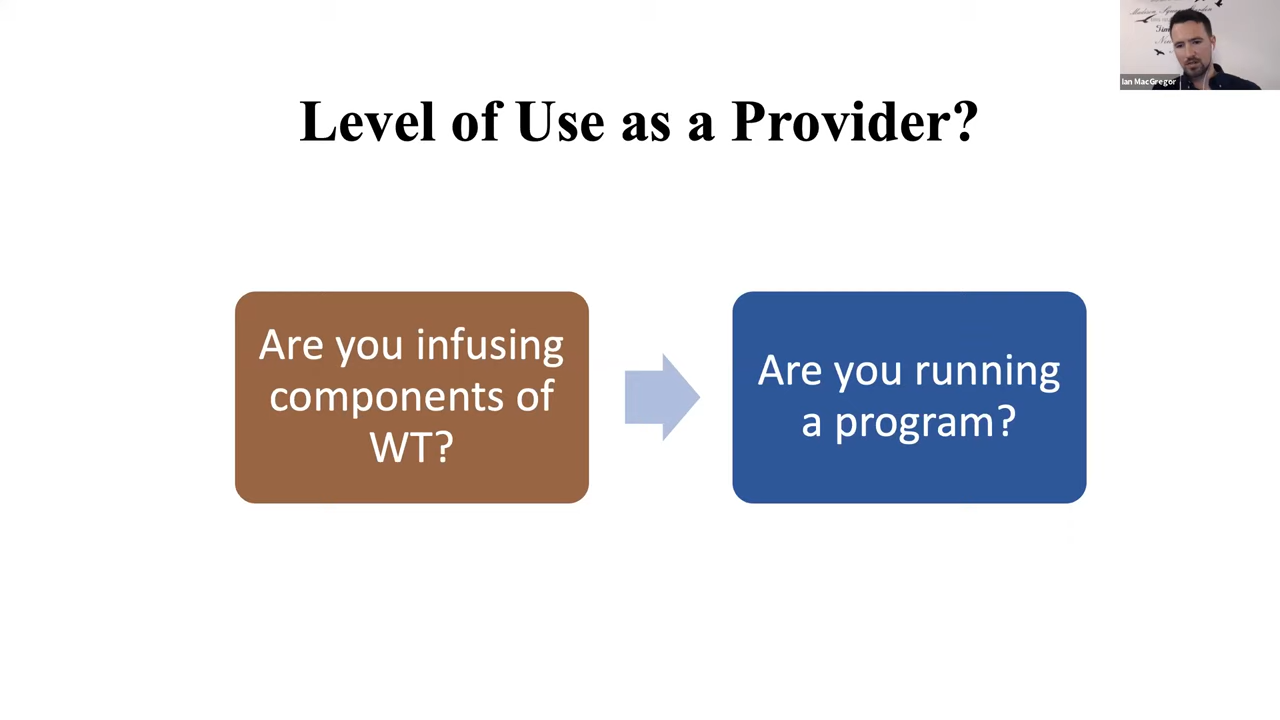 Level of Use as a Provider?
Are you infusing
components of
WT?
Are you running
a program?
Ian MacGregor